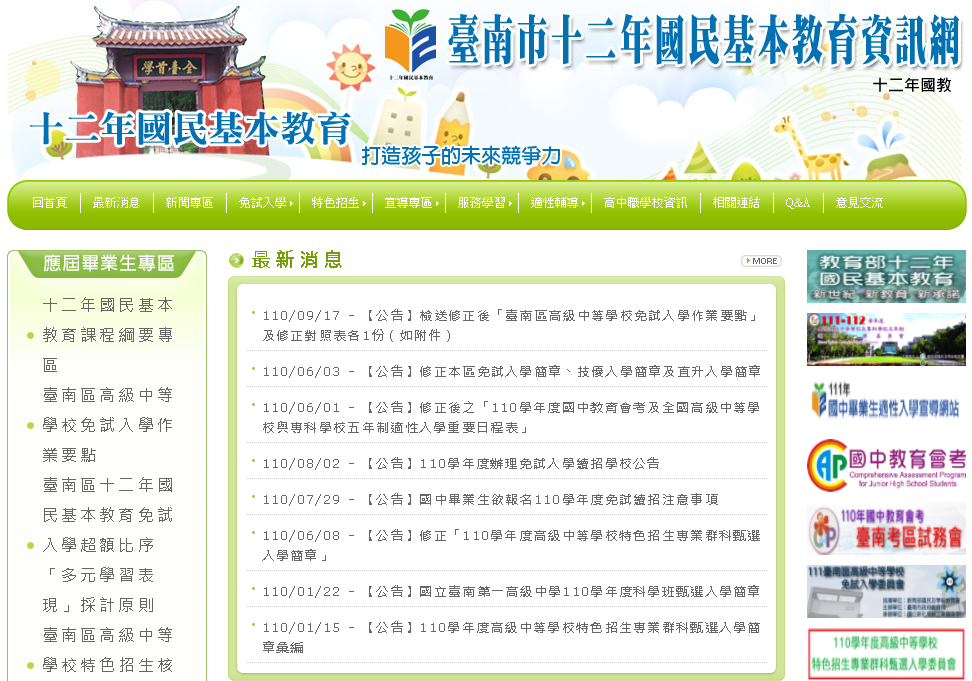 全臺首學
十二年國民基本教育
打造孩子的未來競爭力
十二年國民教育
臺南市十二年國民基本教育資訊網
十二年國教
回首頁 最新消息 新聞專區 免試入學 特色招生 宣導專區 服務學習 適性輔導 高中職學校資訊 相關連結 Q&A 意見交流
應屆畢業生專區
十二年國民基本
教育課程綱要專
區
臺南區高級中等
學校免試入學作
業要點
臺南區十二年國
民基本教育免試
入學超額比序
「多元學習表
現」採計原則
臺南區高級中等
學校特色招生核
最新消息
MORE
110/09/17 - 【公告】檢送修正後「臺南區高級中等學校免試入學作業要點」
及修正對照表各1份（如附件）
110/06/03 - 【公告】修正本區免試入學簡章、技優入學簡章及直升入學簡章
110/06/01 - 【公告】修正後之「110學年度國中教育會考及全國高級中等學
校與專科學校五年制適性入學重要日程表」
110/08/02 - 【公告】110學年度辦理免試入學續招學校公告
110/07/29 - 【公告】國中畢業生欲報名110學年度免試續招注意事項
110/06/08 - 【公告】修正「110學年度高級中等學校特色招生專業群科甄選
入學簡章」
110/01/22 - 【公告】國立臺南第一高級中學110學年度科學班甄選入學簡章
110/01/15 - 【公告】110學年度高級中等學校特色招生專業群科甄選入學簡
章彙編
教育部十二年
國民基本教育
新世紀 新教育 新承諾
111-112 學年度
111年
國中畢業生適性入學宣導網站
CAP
國中教育會考
Comprehensive Assessment Program
for Junior High School Students
110年國中教育會考
臺南考區試務會
111臺南區高級中等學校
免試入學委員會
110學年度高級中等學校
特色招生專業群科甄選入學委員會